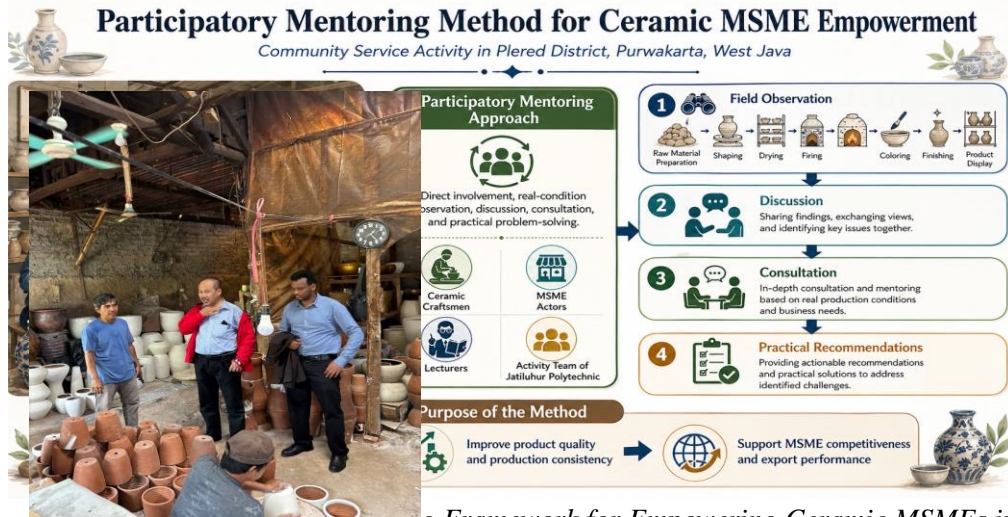 Participatory Mentoring Method for Ceramic MSME Empowerment
Community Service Activity in Plered District, Purwakarta, West Java
Participatory Mentoring
Approach
Direct involvement, real-condition
observation, discussion, consultation,
and practical problem-solving.
Ceramic
Craftsmen
MSME
Actors
Lecturers
Activity Team of
Jatiluhur Polytechnic
1
Field Observation
Raw Material
Preparation
Shaping
Drying
Firing
Coloring
Finishing
Product
Display
2
Discussion
Sharing findings, exchanging views,
and identifying key issues together.
3
Consultation
In-depth consultation and mentoring
based on real production conditions
and business needs.
4
Practical Recommendations
Providing actionable recommendations
and practical solutions to address
identified challenges.
Purpose of the Method
Improve product quality
and production consistency
Support MSME competitiveness
and export performance
Framework for Empowering Ceramic MSMEs